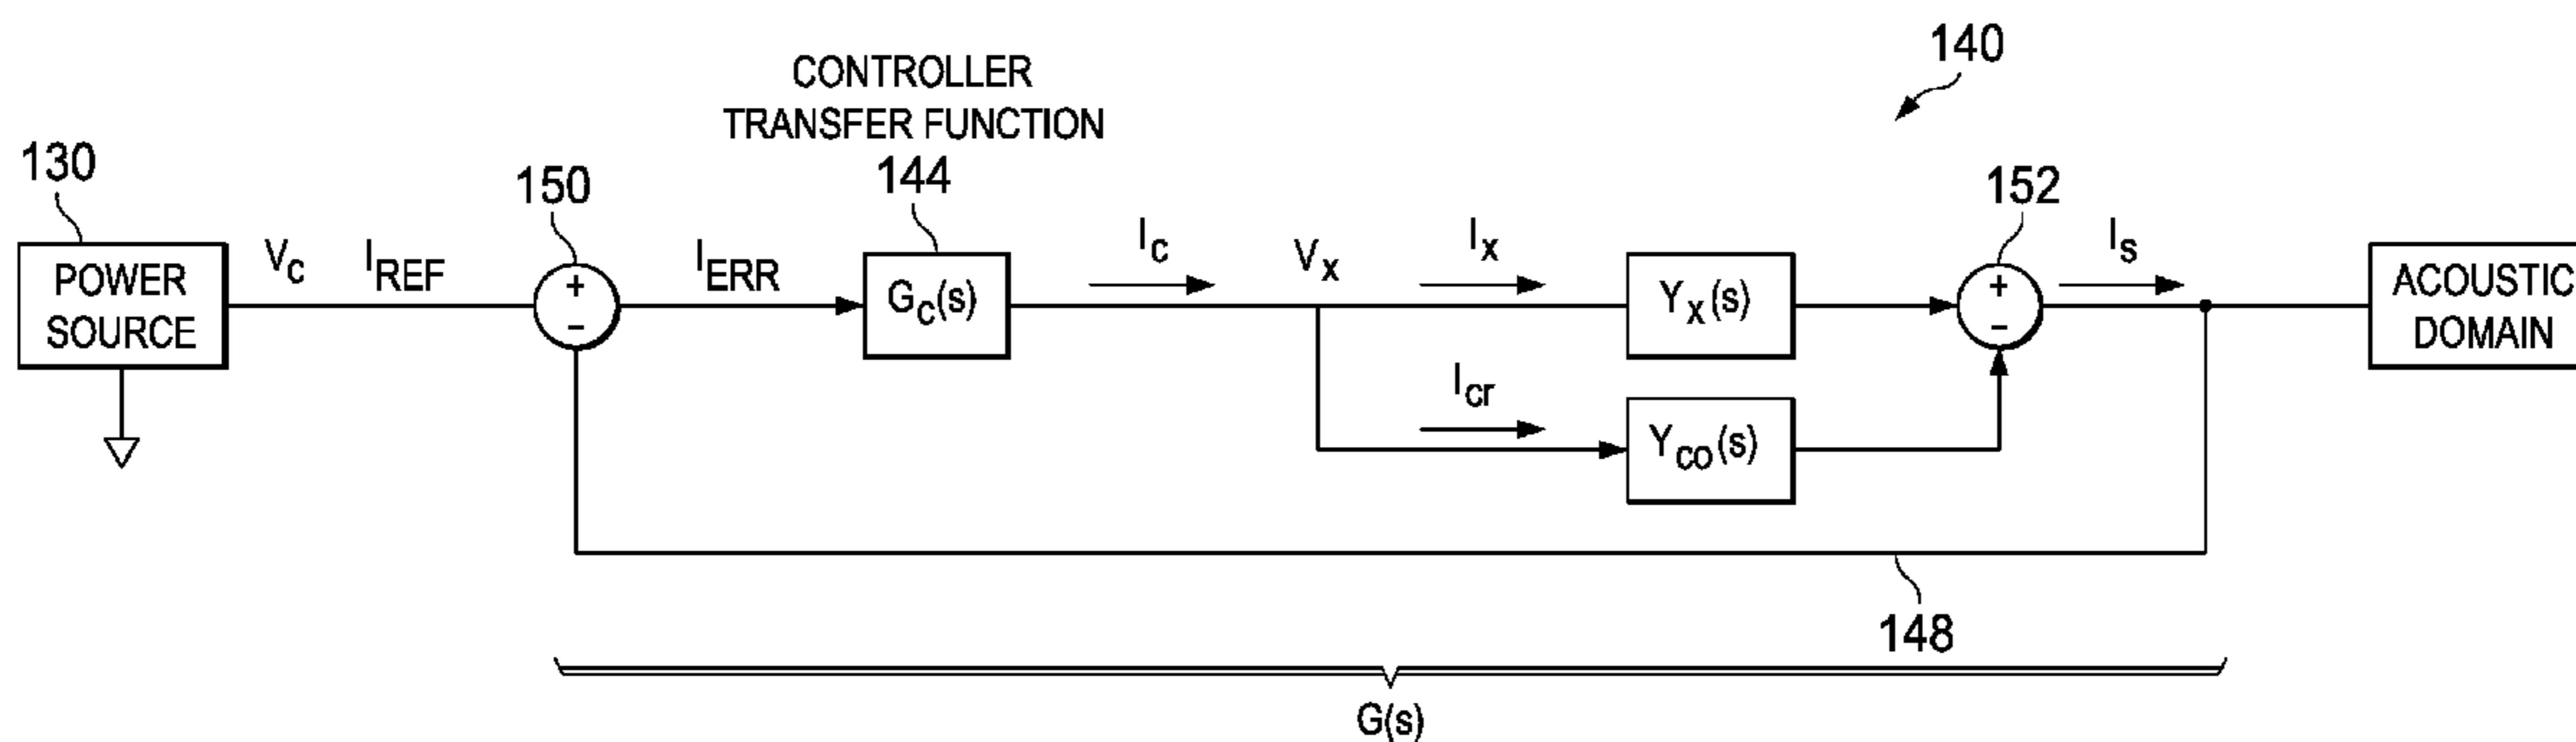 140
CONTROLLER
TRANSFER FUNCTION
130
150
144
152
POWER
SOURCE
Vc
IREF
+
-
IERR
Gc(s)
Ic
Vx
Ix
Yx(s)
+
-
Is
ACOUSTIC
DOMAIN
Icr
Yco(s)
148
G(s)